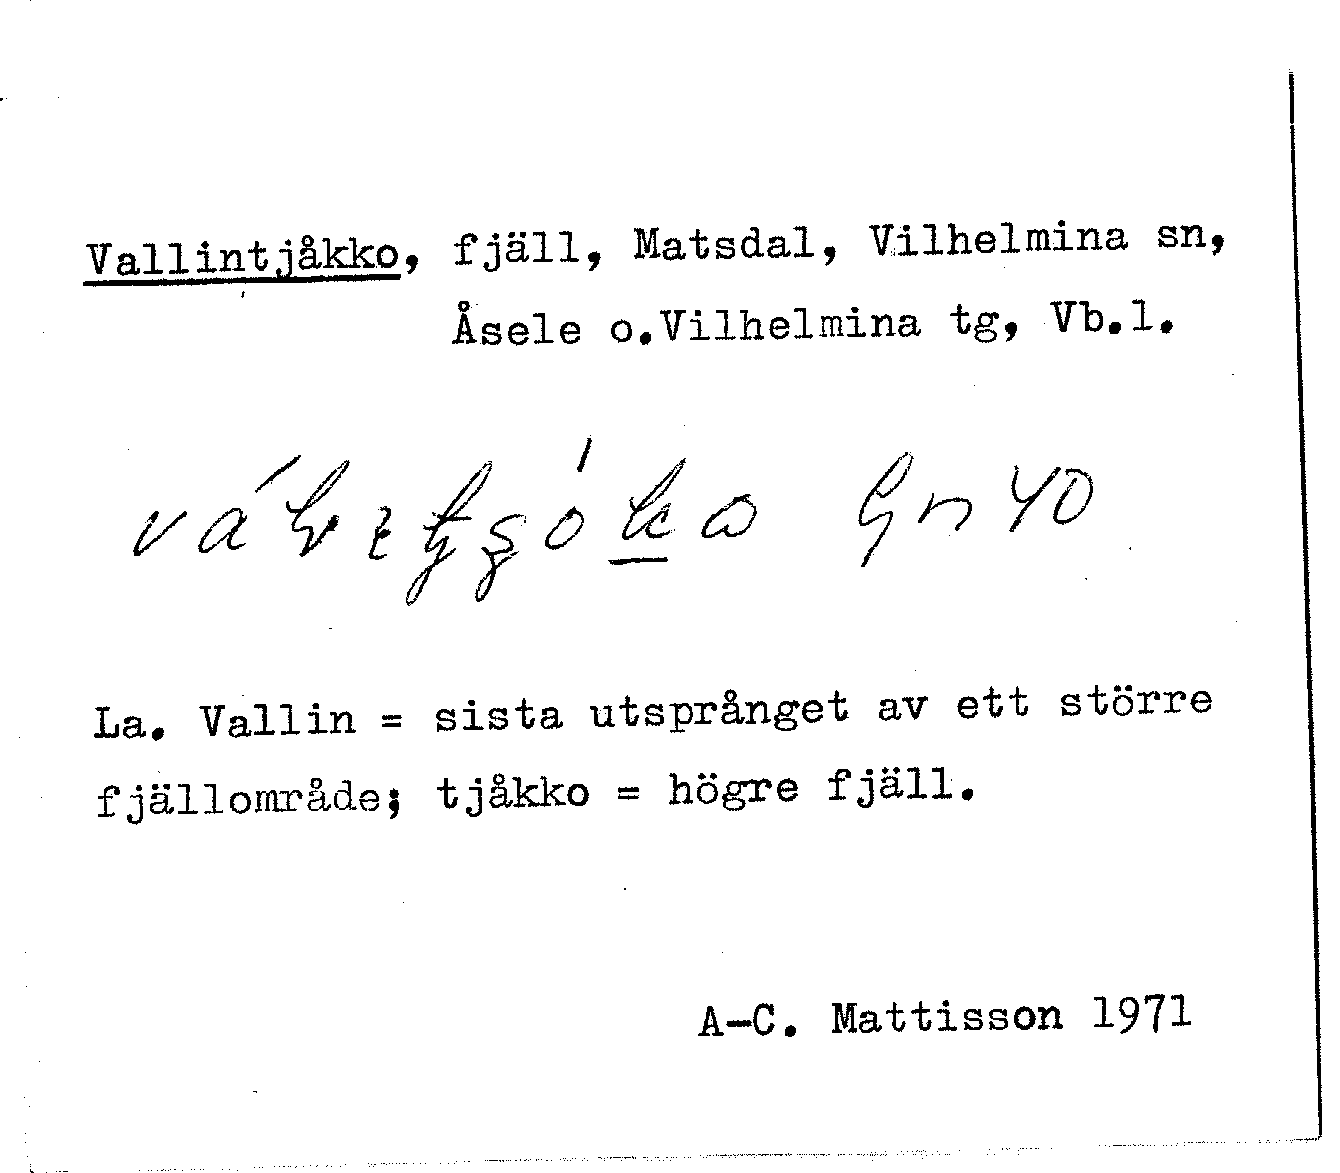 Vallintjåkko, fjäll, Matsdal, Vilhelmina sn,
Åsele o.Vilhelmina tg, Vb.l.
La. Vallin = sista utsprånget av ett större
fjällområde; tjåkko = högre fjäll.
A-C. Mattisson 1971